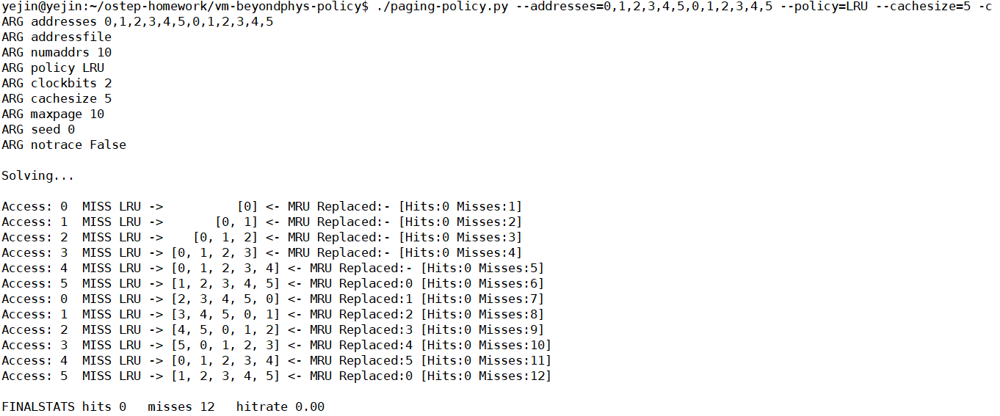 yejin@yejin:~/ostep-homework/vm-beyondphys-policy$ ./paging-policy.py --addresses=0,1,2,3,4,5,0,1,2,3,4,5 --policy=LRU --cachesize=5 -c
ARG addresses 0,1,2,3,4,5,0,1,2,3,4,5
ARG addressfile
ARG numaddrs 10
ARG policy LRU
ARG clockbits 2
ARG cachesize 5
ARG maxpage 10
ARG seed 0
ARG notrace False

Solving...

Access: 0  MISS LRU ->          [0] <- MRU Replaced:- [Hits:0 Misses:1]
Access: 1  MISS LRU ->       [0, 1] <- MRU Replaced:- [Hits:0 Misses:2]
Access: 2  MISS LRU ->    [0, 1, 2] <- MRU Replaced:- [Hits:0 Misses:3]
Access: 3  MISS LRU -> [0, 1, 2, 3] <- MRU Replaced:- [Hits:0 Misses:4]
Access: 4  MISS LRU -> [0, 1, 2, 3, 4] <- MRU Replaced:- [Hits:0 Misses:5]
Access: 5  MISS LRU -> [1, 2, 3, 4, 5] <- MRU Replaced:0 [Hits:0 Misses:6]
Access: 0  MISS LRU -> [2, 3, 4, 5, 0] <- MRU Replaced:1 [Hits:0 Misses:7]
Access: 1  MISS LRU -> [3, 4, 5, 0, 1] <- MRU Replaced:2 [Hits:0 Misses:8]
Access: 2  MISS LRU -> [4, 5, 0, 1, 2] <- MRU Replaced:3 [Hits:0 Misses:9]
Access: 3  MISS LRU -> [5, 0, 1, 2, 3] <- MRU Replaced:4 [Hits:0 Misses:10]
Access: 4  MISS LRU -> [0, 1, 2, 3, 4] <- MRU Replaced:5 [Hits:0 Misses:11]
Access: 5  MISS LRU -> [1, 2, 3, 4, 5] <- MRU Replaced:0 [Hits:0 Misses:12]

FINALSTATS hits 0   misses 12   hitrate 0.00